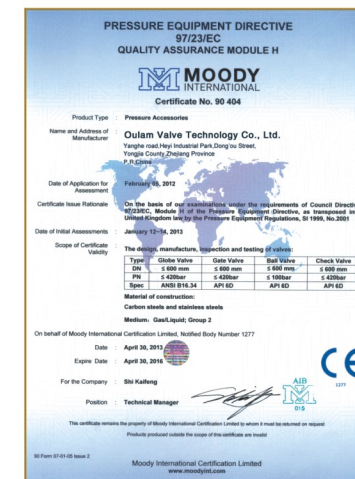 PRESSURE EQUIPMENT DIRECTIVE
97/23/EC
QUALITY ASSURANCE MODULE H
MOODY
INTERNATIONAL
Certificate No. 90 404
Product Type : Pressure Accessories
Name and Address of Manufacturer : Oulam Valve Technology Co., Ltd.
Yanghe road,Heyi Industrial Park,Dong'ou Street,
Yongjia County,Zhejiang Province
P.R.China
Date of Application for Assessment : February 05, 2012
Certificate Issue Rationale : On the basis of our examinations under the requirements of Council Directi
97/23/EC, Module H of the Pressure Equipment Directive, as transposed in
United Kingdom law by the Pressure Equipment Regulations, SI 1999, No.2001
Date of Initial Assessments : January 12~14, 2013
Scope of Certificate Validity : The design, manufacture, inspection and testing of valves:
Type Globe Valve Gate Valve Ball Valve Check Valve
DN ≤ 600 mm ≤ 600 mm ≤ 600 mm ≤ 600 mm
PN ≤ 420bar ≤ 420bar ≤ 100bar ≤ 420bar
Spec ANSI B16.34 API 6D API 6D API 6D
Material of construction:
Carbon steels and stainless steels
Medium: Gas/Liquid; Group 2
On behalf of Moody International Certification Limited, Notified Body Number 1277
Date : April 30, 2013
Expire Date : April 30, 2016
CE
1277
For the Company : Shi Kaifeng
AIB
015
Position : Technical Manager
This certificate remains the property of Moody International Certification Limited to whom it must be returned on request
Products produced outside the scope of this certificate are invalid
80 Form 07-01-05 Issue 2
Moody International Certification Limited
www.moodyint.com